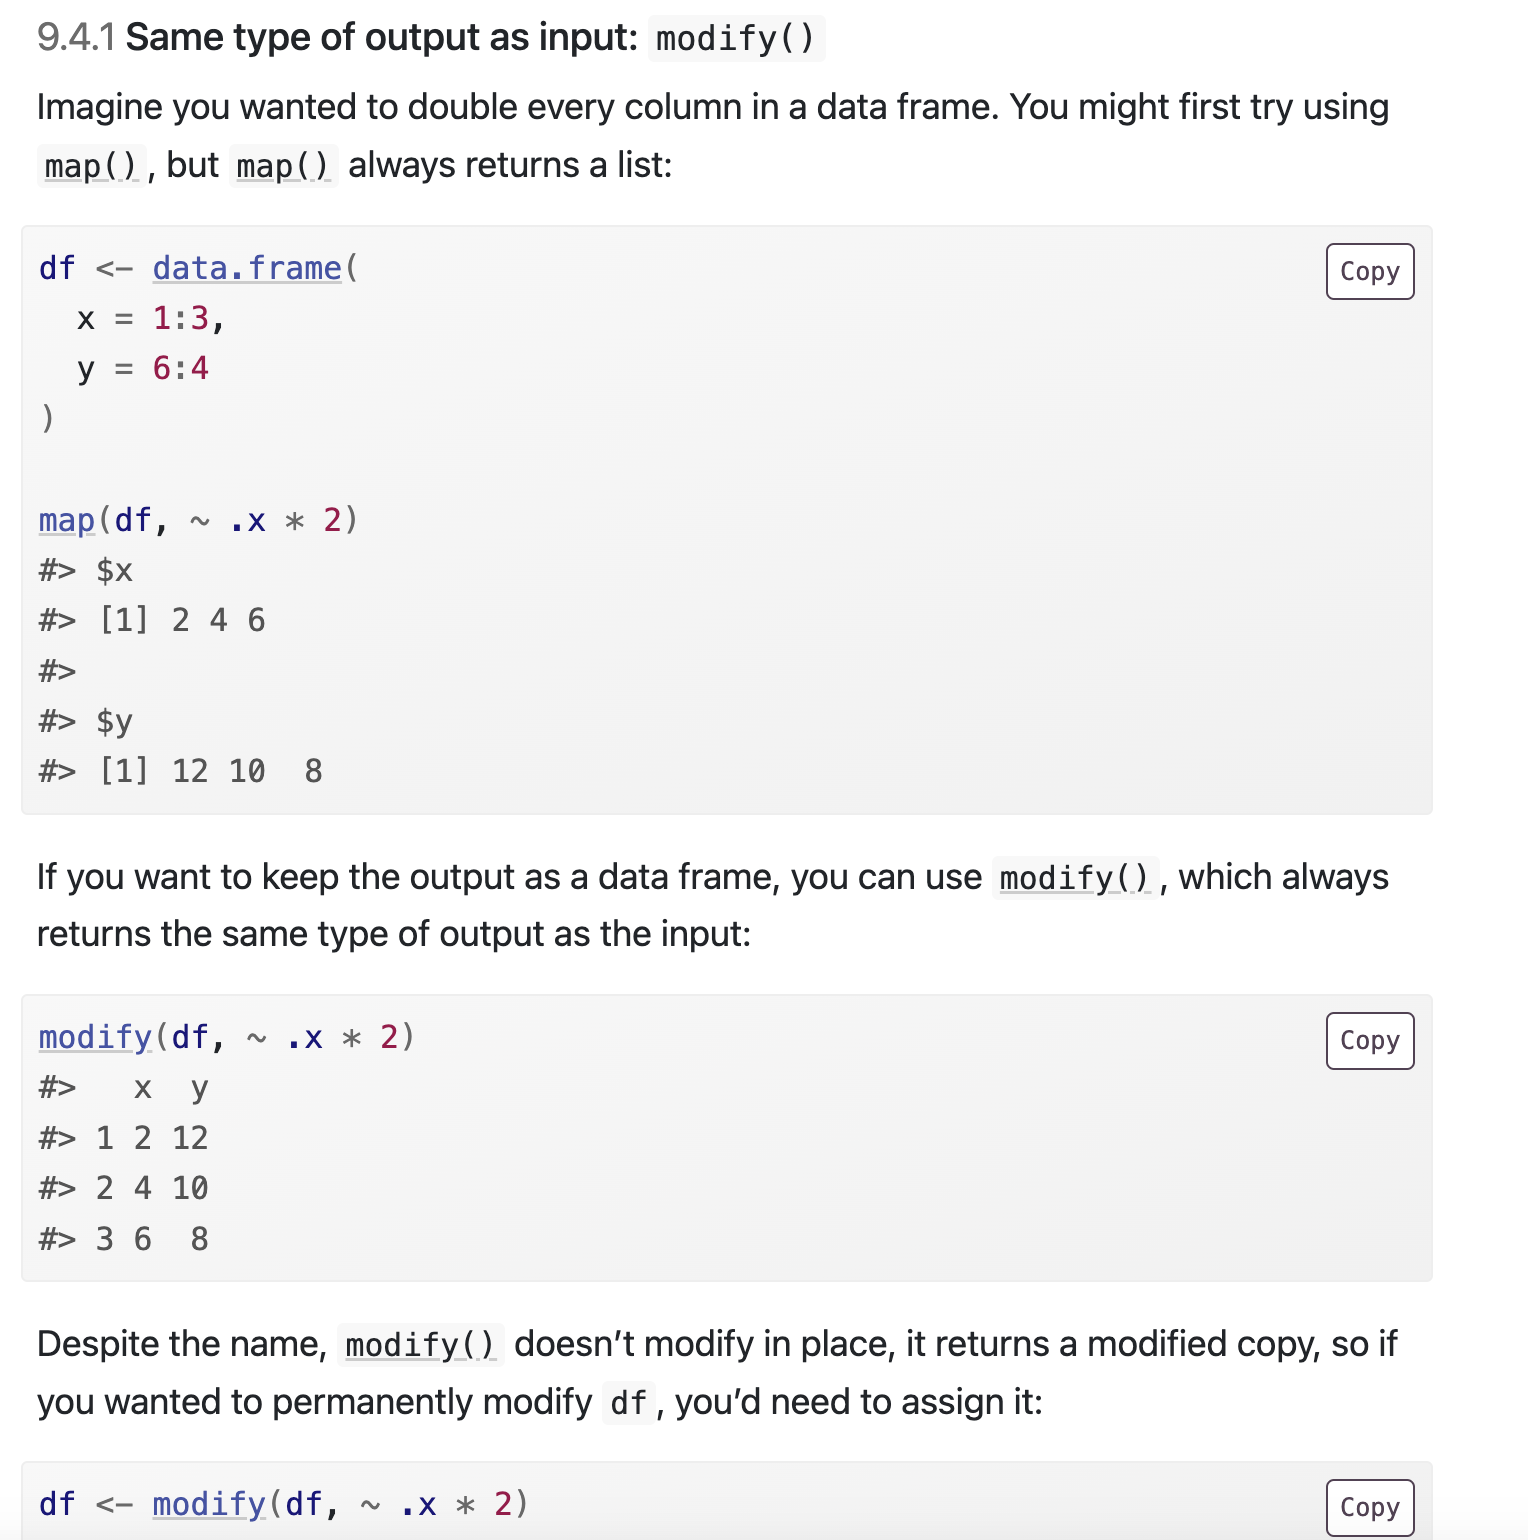 9.4.1 Same type of output as input: modify()
Imagine you wanted to double every column in a data frame. You might first try using
map(), but map() always returns a list:
df <- data.frame(
Copy
  x = 1:3,
  y = 6:4
)
map(df, ~ .x * 2)
#> $x
#> [1] 2 4 6
#>
#> $y
#> [1] 12 10  8
If you want to keep the output as a data frame, you can use modify(), which always
returns the same type of output as the input:
modify(df, ~ .x * 2)
Copy
#>   x  y
#> 1 2 12
#> 2 4 10
#> 3 6  8
Despite the name, modify() doesn’t modify in place, it returns a modified copy, so if
you wanted to permanently modify df, you’d need to assign it:
df <- modify(df, ~ .x * 2)
Copy